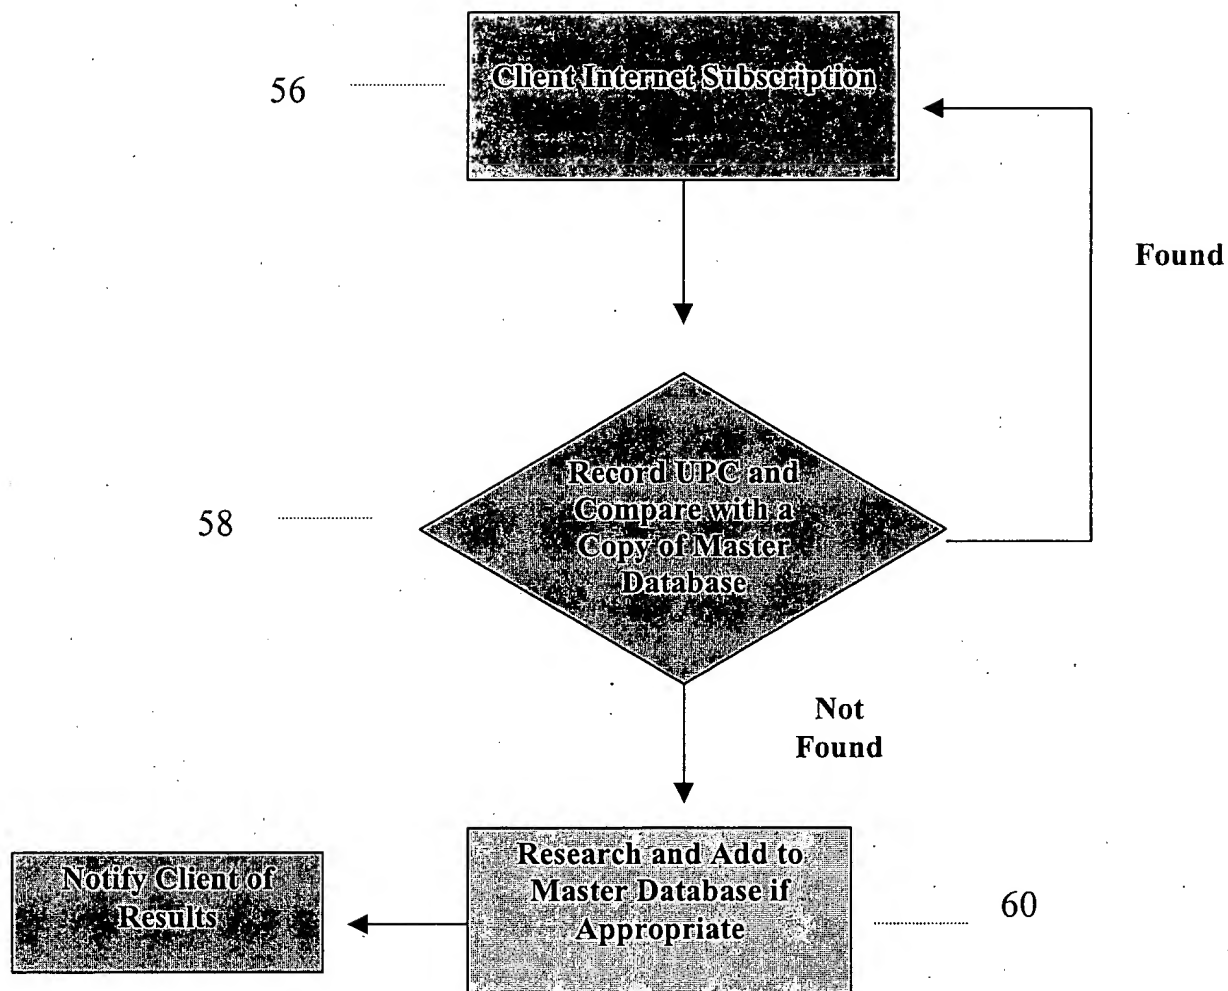 56
Client Internet Subscription
Found
58
Record UPC and
Compare with a
Copy of Master
Database
Not
Found
Notify Client of
Results
Research and Add to
Master Database if
Appropriate
60